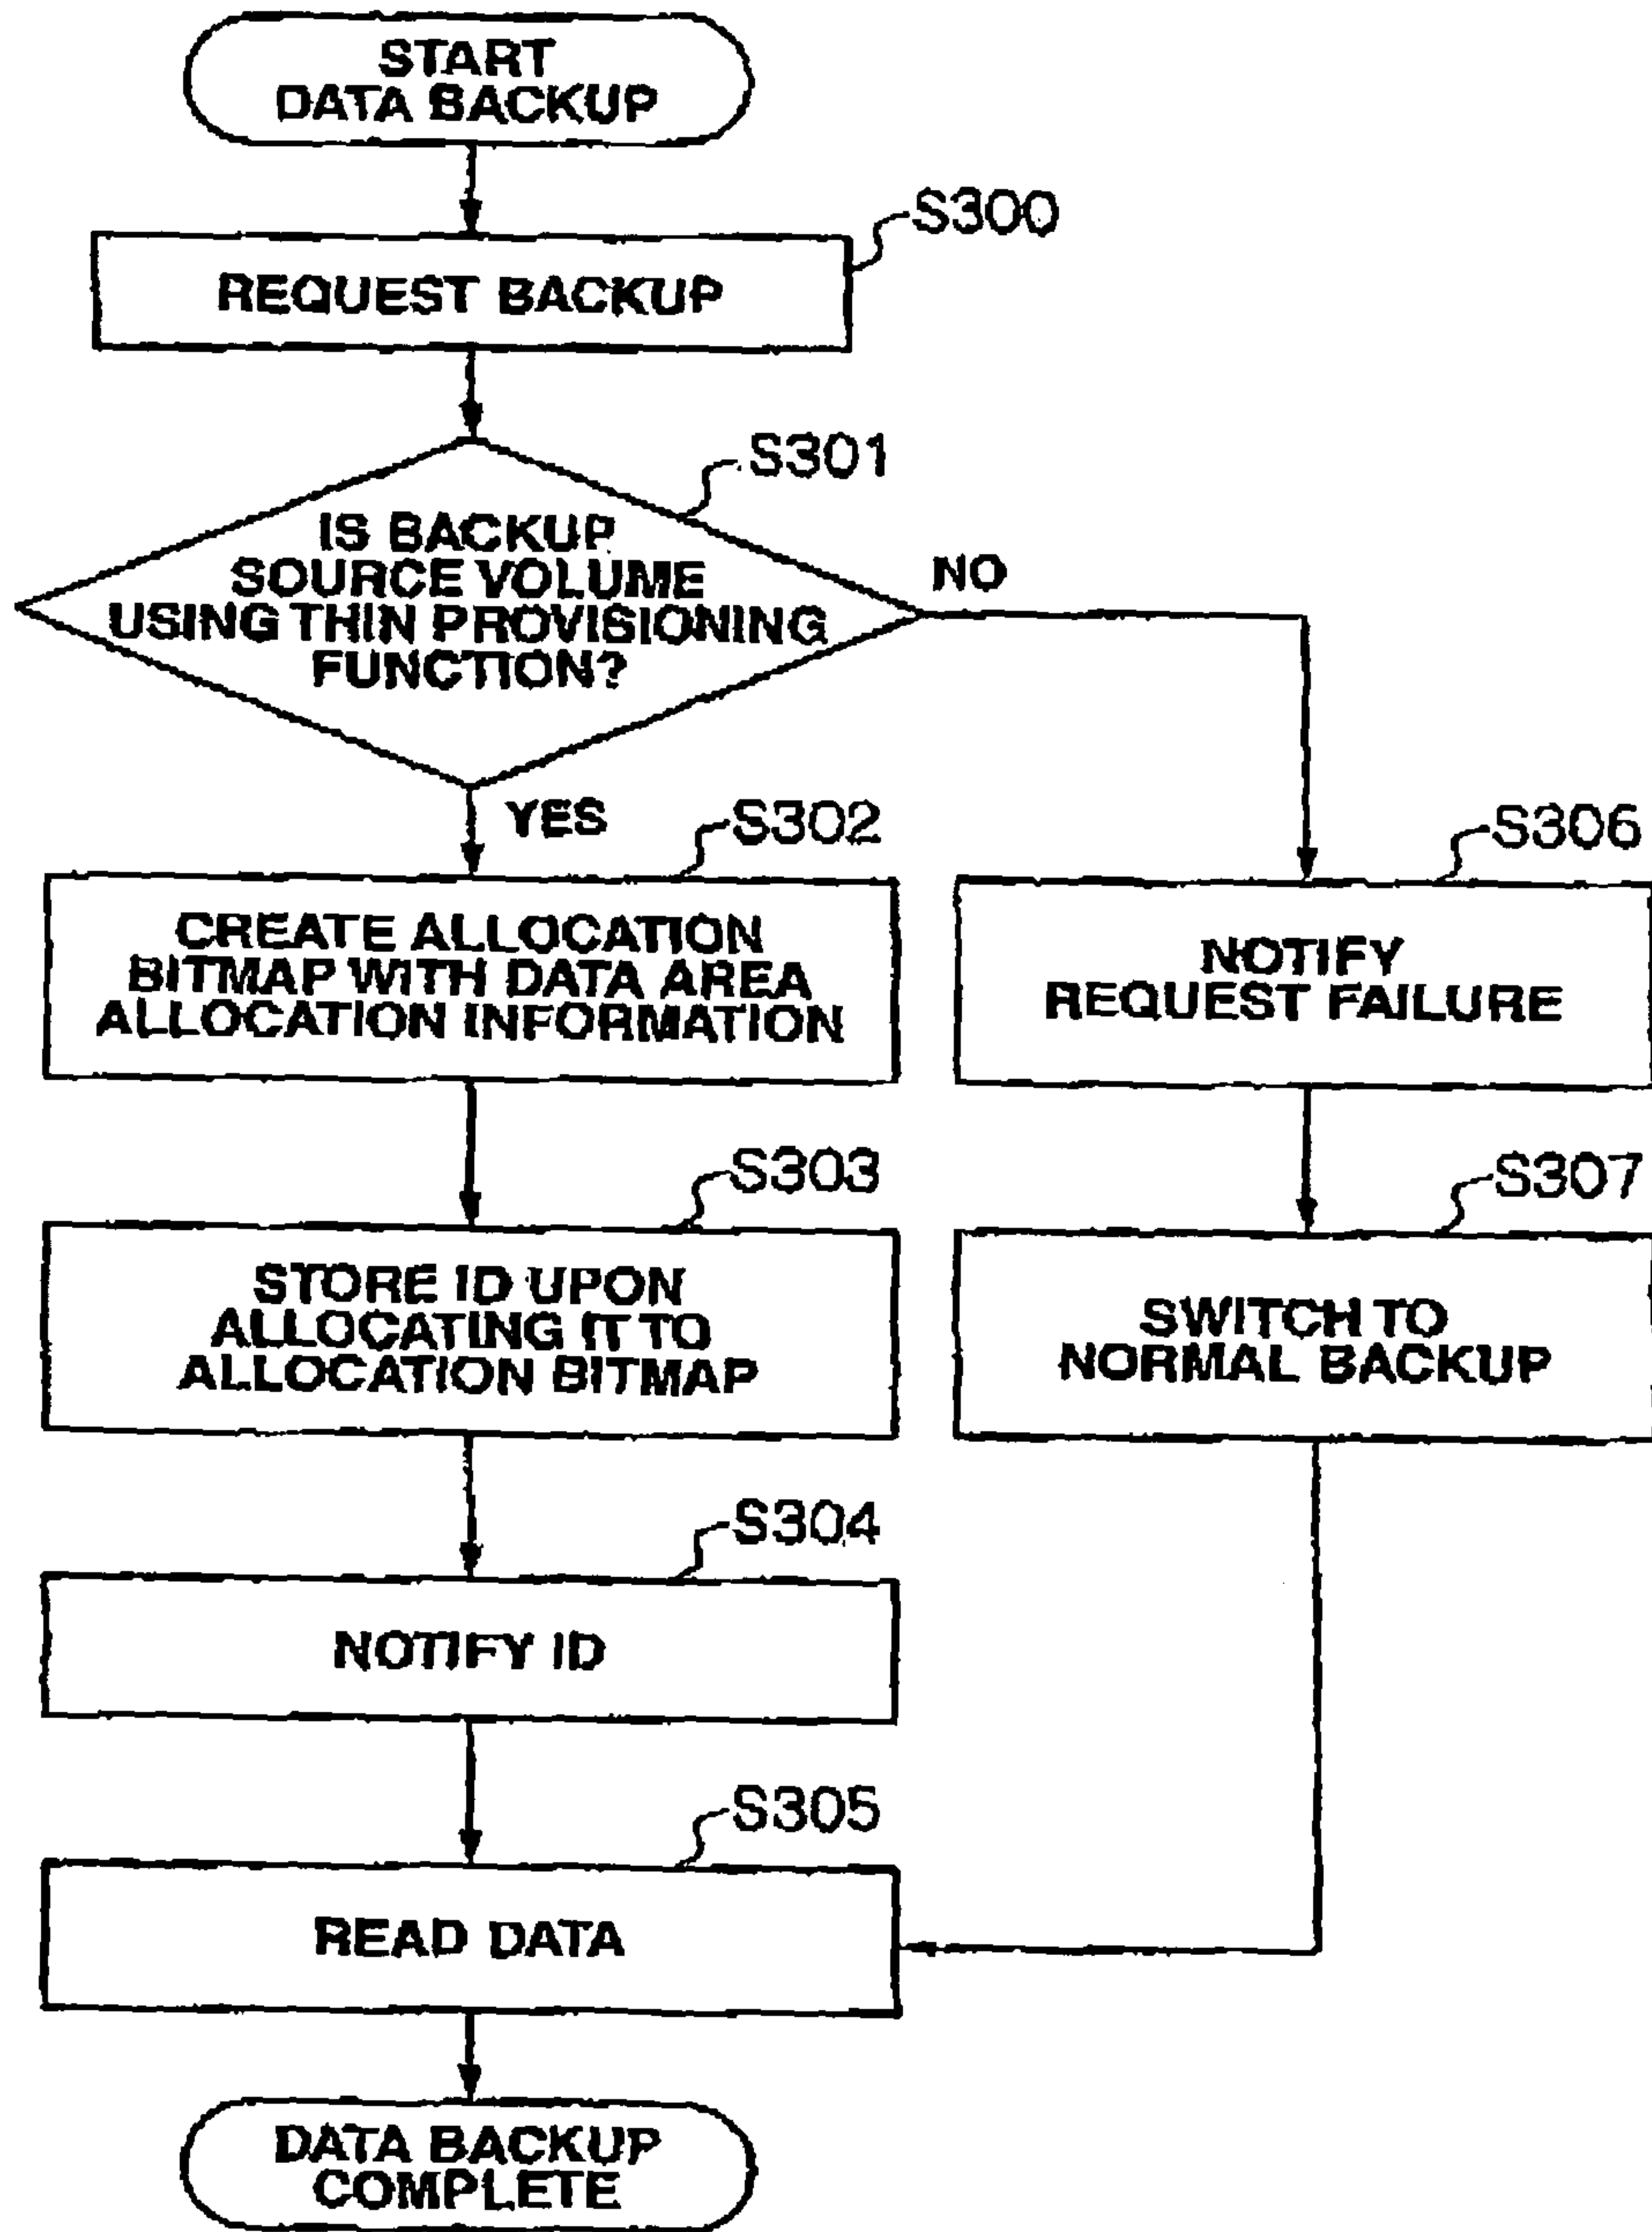 START
DATA BACKUP
S300
REQUEST BACKUP
S301
IS BACKUP
SOURCE VOLUME
USING THIN PROVISIONING
FUNCTION?
NO
YES
S302
CREATE ALLOCATION
BITMAP WITH DATA AREA
ALLOCATION INFORMATION
S306
NOTIFY
REQUEST FAILURE
S303
STORE ID UPON
ALLOCATING IT TO
ALLOCATION BITMAP
S307
SWITCH TO
NORMAL BACKUP
S304
NOTIFY ID
S305
READ DATA
DATA BACKUP
COMPLETE